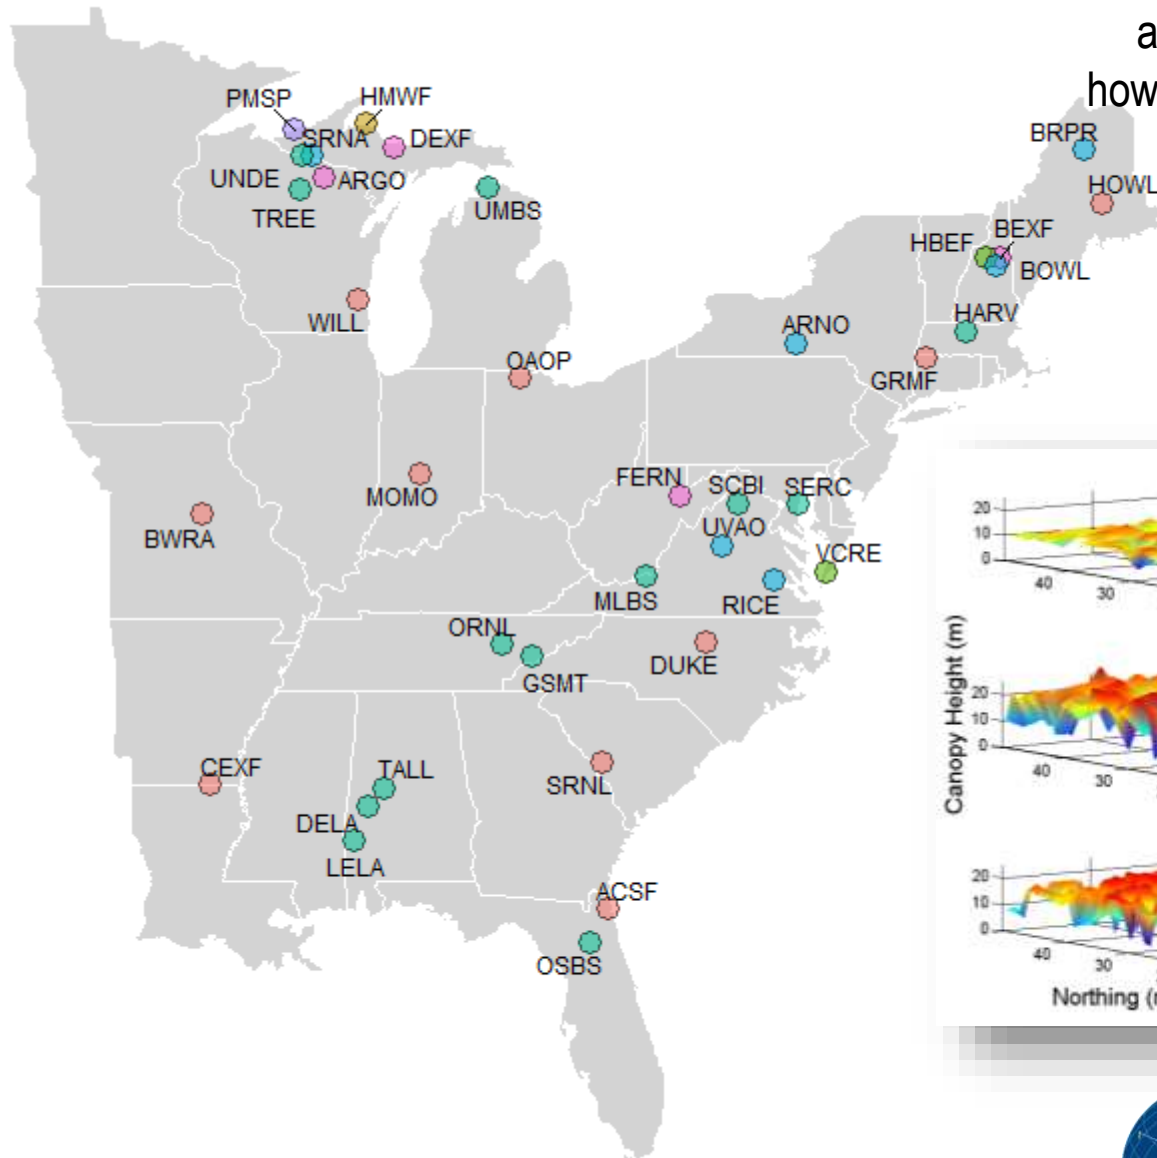 a
how
PMSP
HMWF
SRNA
DEXF
UNDE
ARGO
TREE
UMBS
WILL
OAOP
MOMO
BWRA
BRPR
HOWL
HBEF
BEXF
BOWL
ARNO
HARV
GRMF
FERN
SCBI
SERC
UVAO
VCRE
MLBS
RICE
ORNL
GSMT
DUKE
CEXF
TALL
SRNL
DELA
LELA
ACSF
OSBS
Canopy Height (m)
20
10
0
40
30
20
10
0
40
30
20
10
0
40
30
Northing (